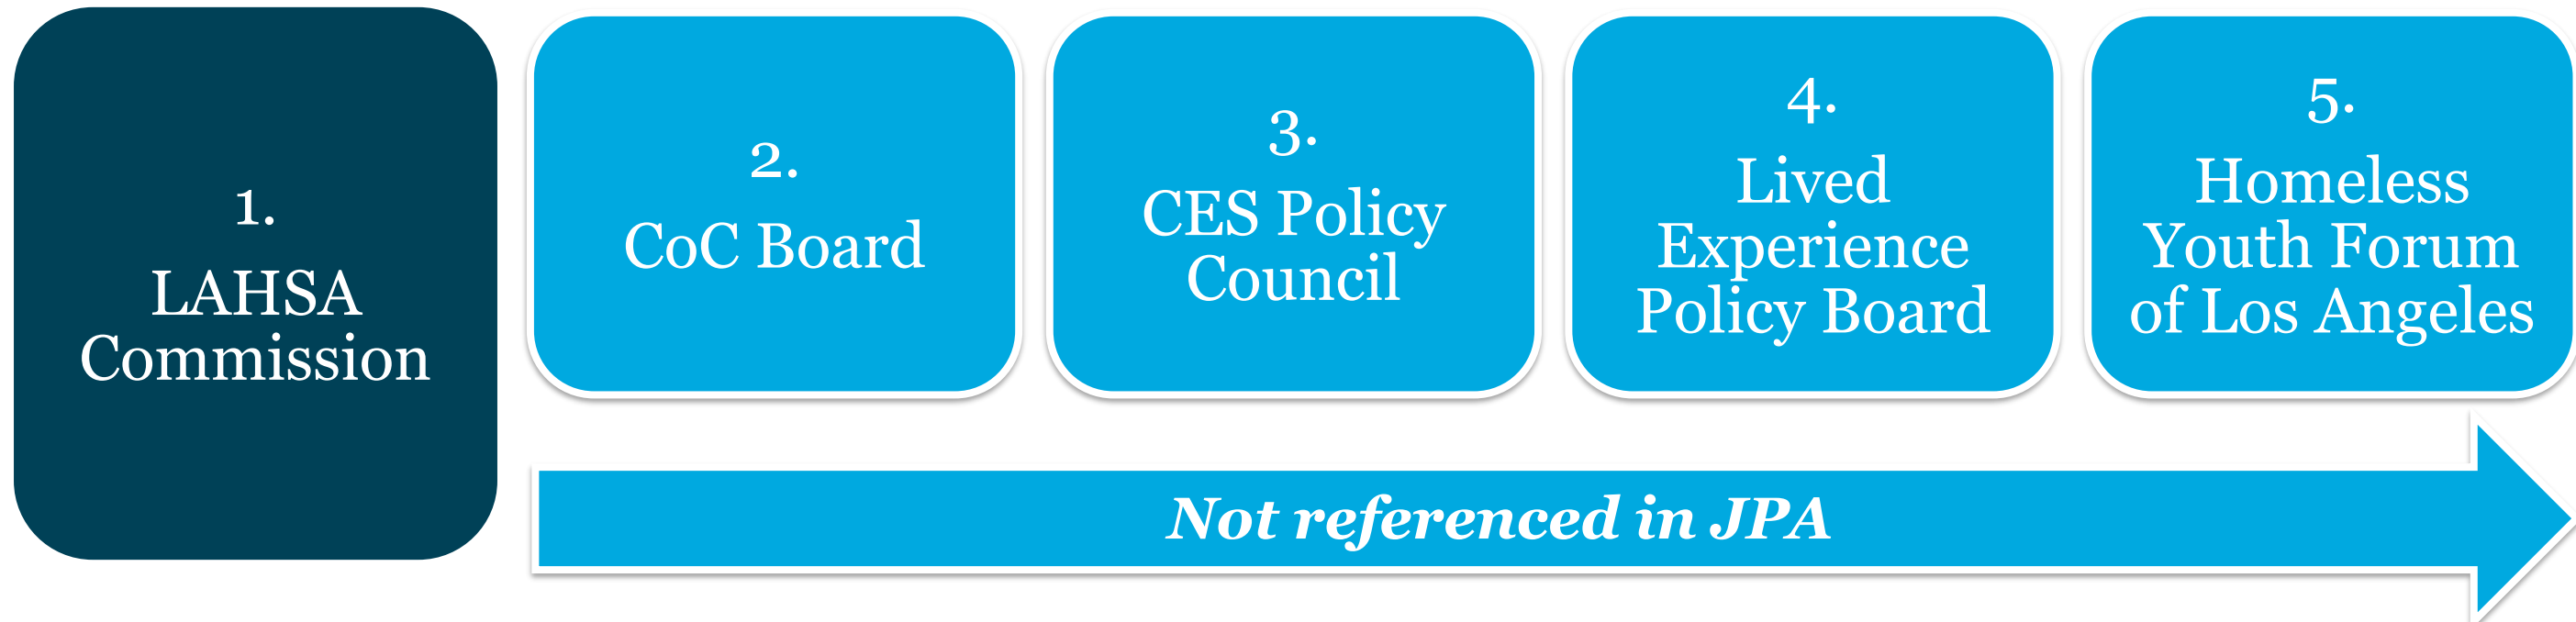 1.
LAHSA
Commission
2.
CoC Board
3.
CES Policy
Council
4.
Lived
Experience
Policy Board
5.
Homeless
Youth Forum
of Los Angeles
Not referenced in JPA